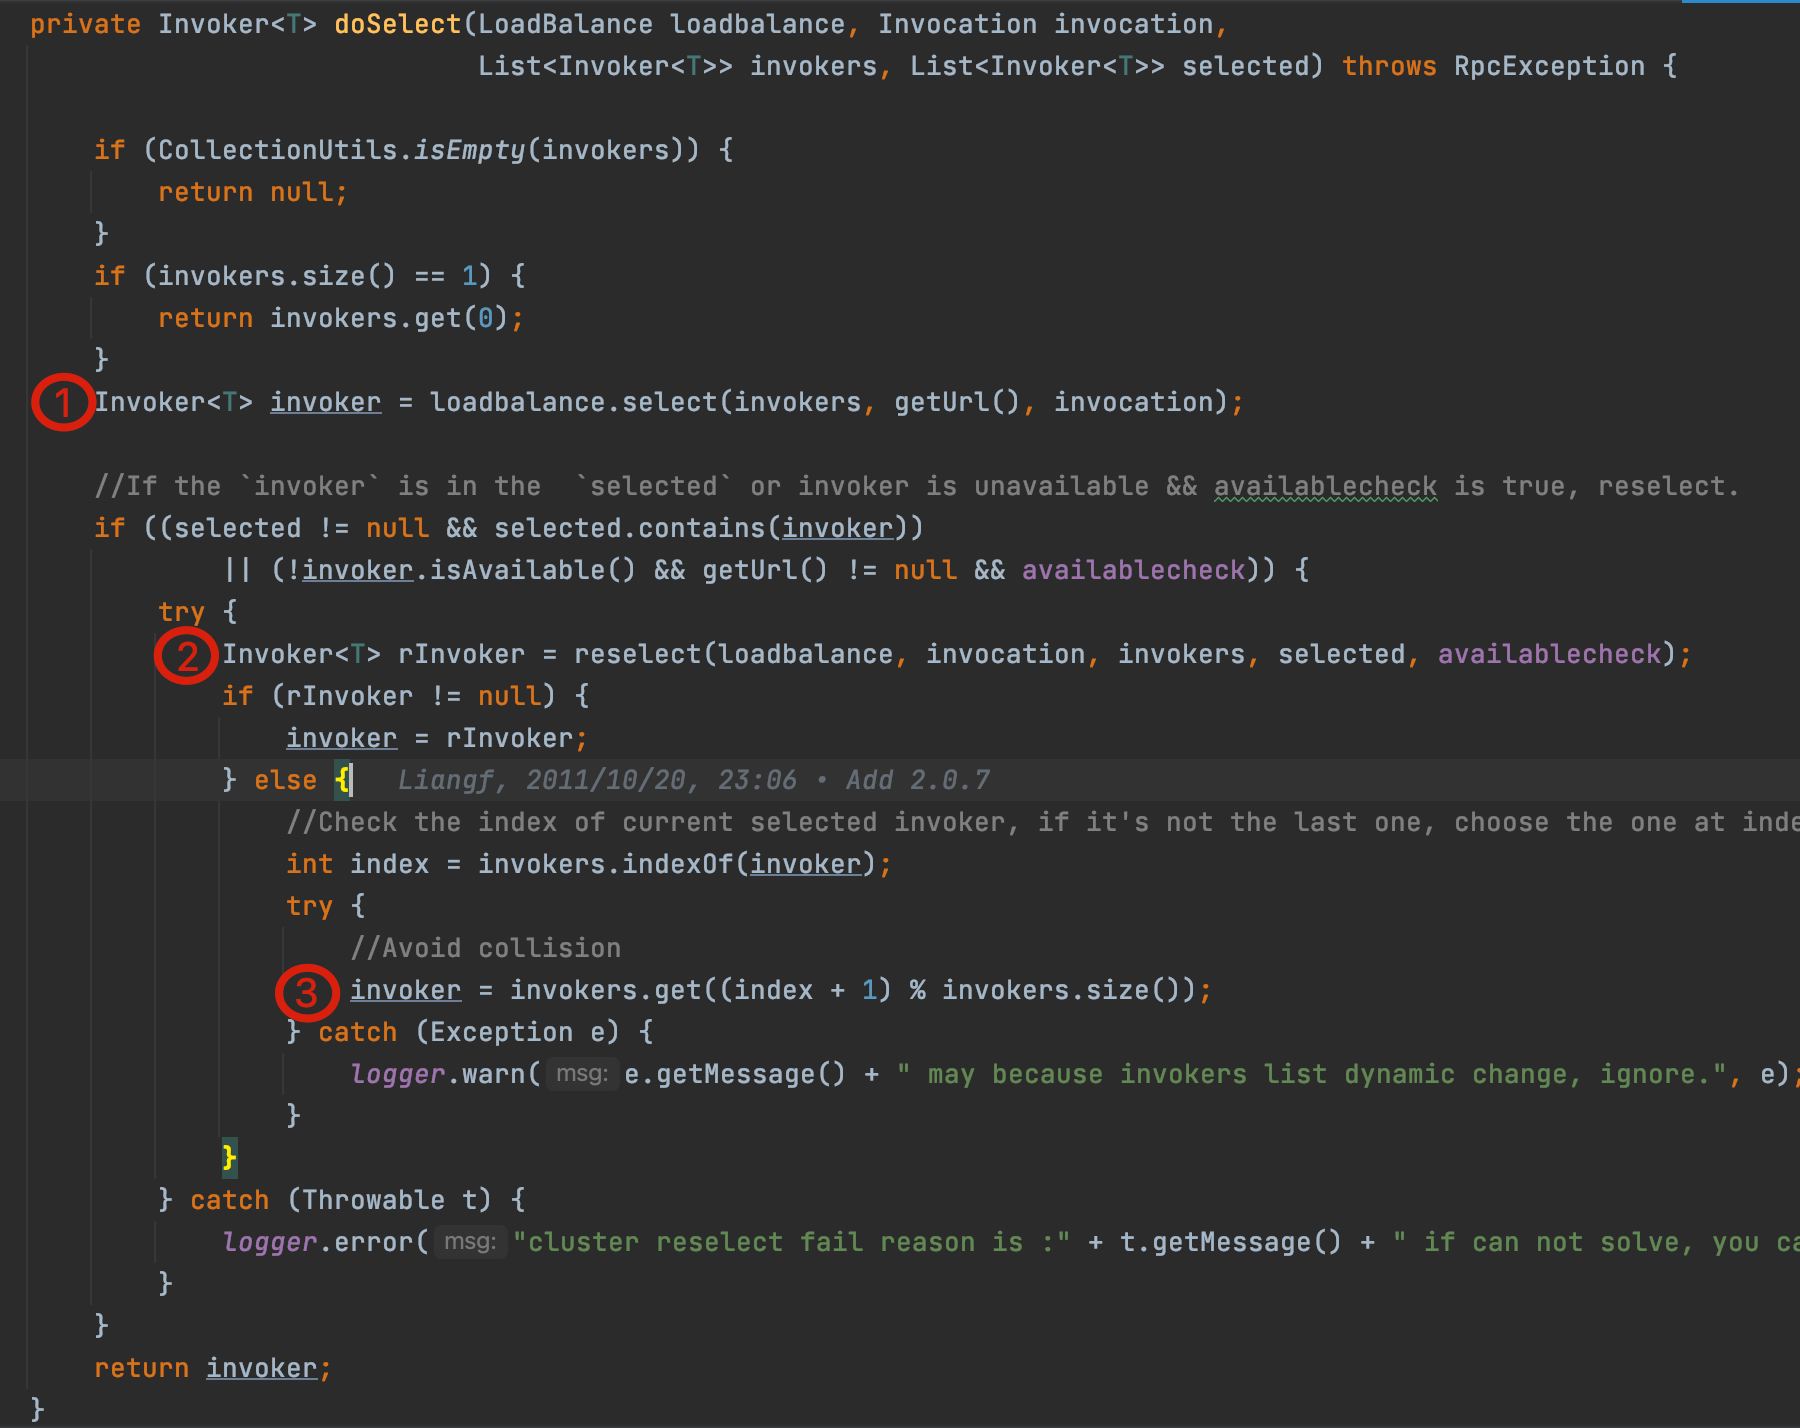 private Invoker<T> doSelect(LoadBalance loadbalance, Invocation invocation,
List<Invoker<T>> invokers, List<Invoker<T>> selected) throws RpcException {
if (CollectionUtils.isEmpty(invokers)) {
return null;
}
if (invokers.size() == 1) {
return invokers.get(0);
}
1 Invoker<T> invoker = loadbalance.select(invokers, getUrl(), invocation);
//If the `invoker` is in the  `selected` or invoker is unavailable && availablecheck is true, reselect.
if ((selected != null && selected.contains(invoker))
|| (!invoker.isAvailable() && getUrl() != null && availablecheck)) {
try {
2 Invoker<T> rInvoker = reselect(loadbalance, invocation, invokers, selected, availablecheck);
if (rInvoker != null) {
invoker = rInvoker;
} else { Liangf, 2011/10/20, 23:06 • Add 2.0.7
//Check the index of current selected invoker, if it's not the last one, choose the one at inde
int index = invokers.indexOf(invoker);
try {
//Avoid collision
3 invoker = invokers.get((index + 1) % invokers.size());
} catch (Exception e) {
logger.warn( msg: e.getMessage() + " may because invokers list dynamic change, ignore.", e);
}
}
} catch (Throwable t) {
logger.error( msg: "cluster reselect fail reason is :" + t.getMessage() + " if can not solve, you ca
}
}
return invoker;
}